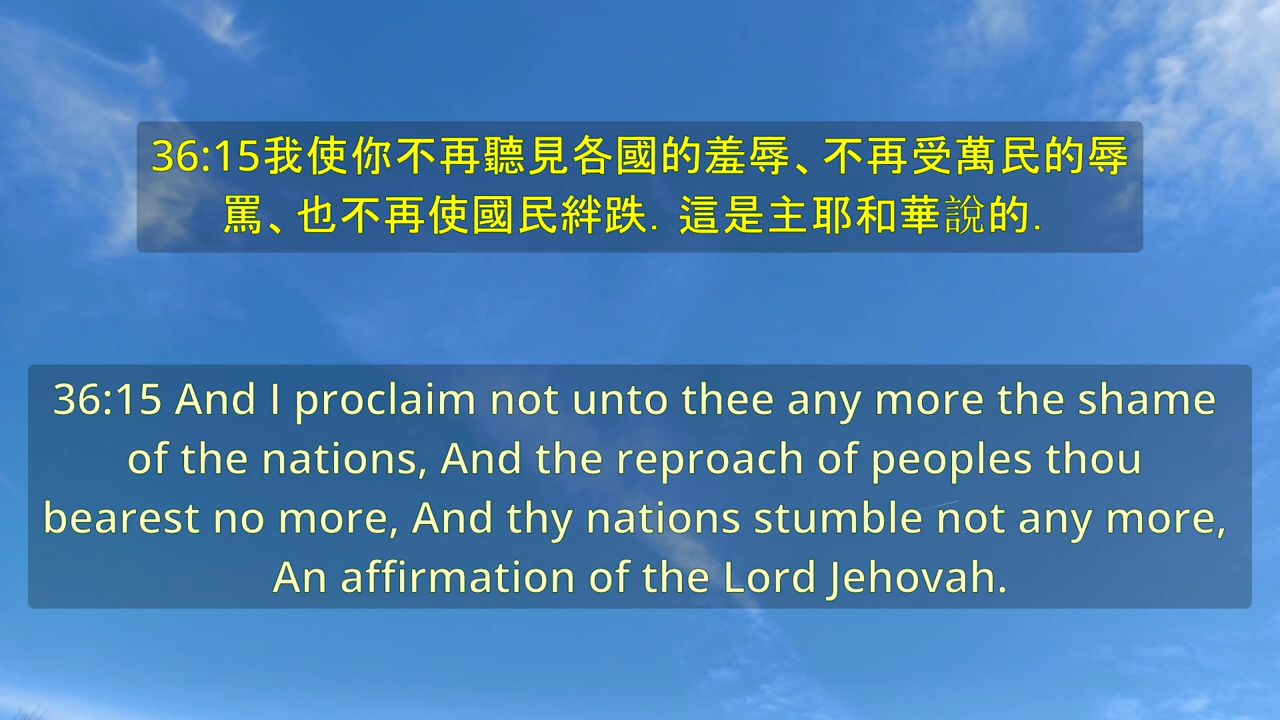 36:15我使你不再聽見各國的羞辱、不再受萬民的辱
罵、也不再使國民絆跌. 這是主耶和華說的.
36:15 And I proclaim not unto thee any more the shame
of the nations, And the reproach of peoples thou
bearest no more, And thy nations stumble not any more,
An affirmation of the Lord Jehovah.